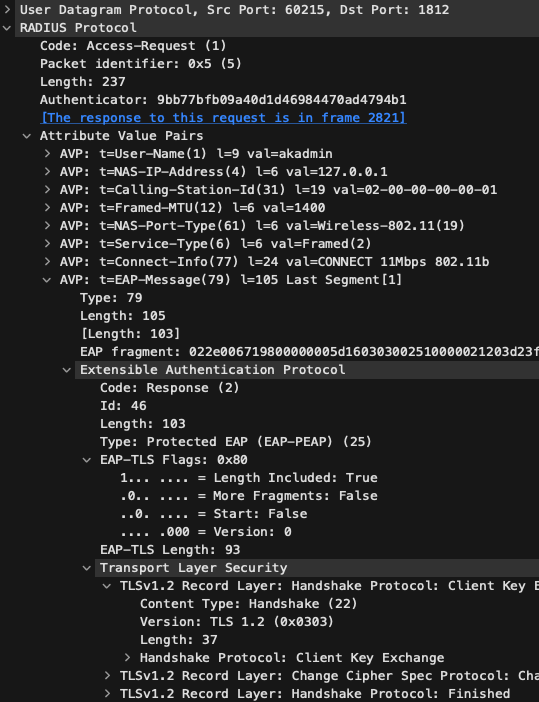 User Datagram Protocol, Src Port: 60215, Dst Port: 1812
RADIUS Protocol
Code: Access-Request (1)
Packet identifier: 0x5 (5)
Length: 237
Authenticator: 9bb77bfb09a40d1d46984470ad4794b1
[The response to this request is in frame 2821]
Attribute Value Pairs
AVP: t=User-Name(1) l=9 val=akadmin
AVP: t=NAS-IP-Address(4) l=6 val=127.0.0.1
AVP: t=Calling-Station-Id(31) l=19 val=02-00-00-00-00-01
AVP: t=Framed-MTU(12) l=6 val=1400
AVP: t=NAS-Port-Type(61) l=6 val=Wireless-802.11(19)
AVP: t=Service-Type(6) l=6 val=Framed(2)
AVP: t=Connect-Info(77) l=24 val=CONNECT 11Mbps 802.11b
AVP: t=EAP-Message(79) l=105 Last Segment[1]
Type: 79
Length: 105
[Length: 103]
EAP fragment: 022e006719800000005d160303002510000021203d23f
Extensible Authentication Protocol
Code: Response (2)
Id: 46
Length: 103
Type: Protected EAP (EAP-PEAP) (25)
EAP-TLS Flags: 0x80
1... .... = Length Included: True
.0.. .... = More Fragments: False
..0. .... = Start: False
.... .000 = Version: 0
EAP-TLS Length: 93
Transport Layer Security
TLSv1.2 Record Layer: Handshake Protocol: Client Key E
Content Type: Handshake (22)
Version: TLS 1.2 (0x0303)
Length: 37
Handshake Protocol: Client Key Exchange
TLSv1.2 Record Layer: Change Cipher Spec Protocol: Cha
TLSv1.2 Record Layer: Handshake Protocol: Finished